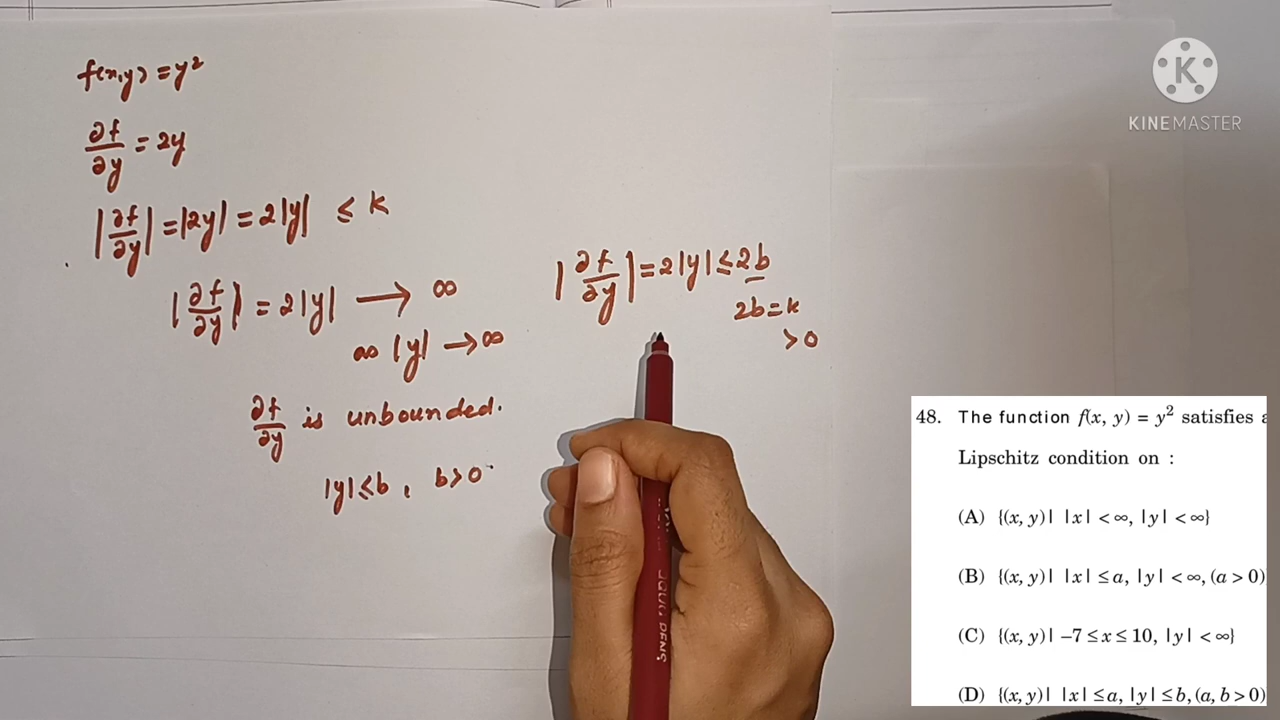 f(x,y) = y²
∂f/∂y = 2y
|∂f/∂y| = |2y| = 2|y| ≤ k
|∂f/∂y| = 2|y| → ∞
as |y| → ∞
∂f/∂y is unbounded.
|y| ≤ b, b > 0
|∂f/∂y| = 2|y| ≤ 2b
2b = k
> 0
KINEMASTER
48. The function f(x, y) = y² satisfies a
Lipschitz condition on :
(A) {(x, y)| |x| < ∞, |y| < ∞}
(B) {(x, y)| |x| ≤ a, |y| < ∞, (a > 0)
(C) {(x, y)| –7 ≤ x ≤ 10, |y| < ∞}
(D) {(x, y)| |x| ≤ a, |y| ≤ b, (a, b > 0)